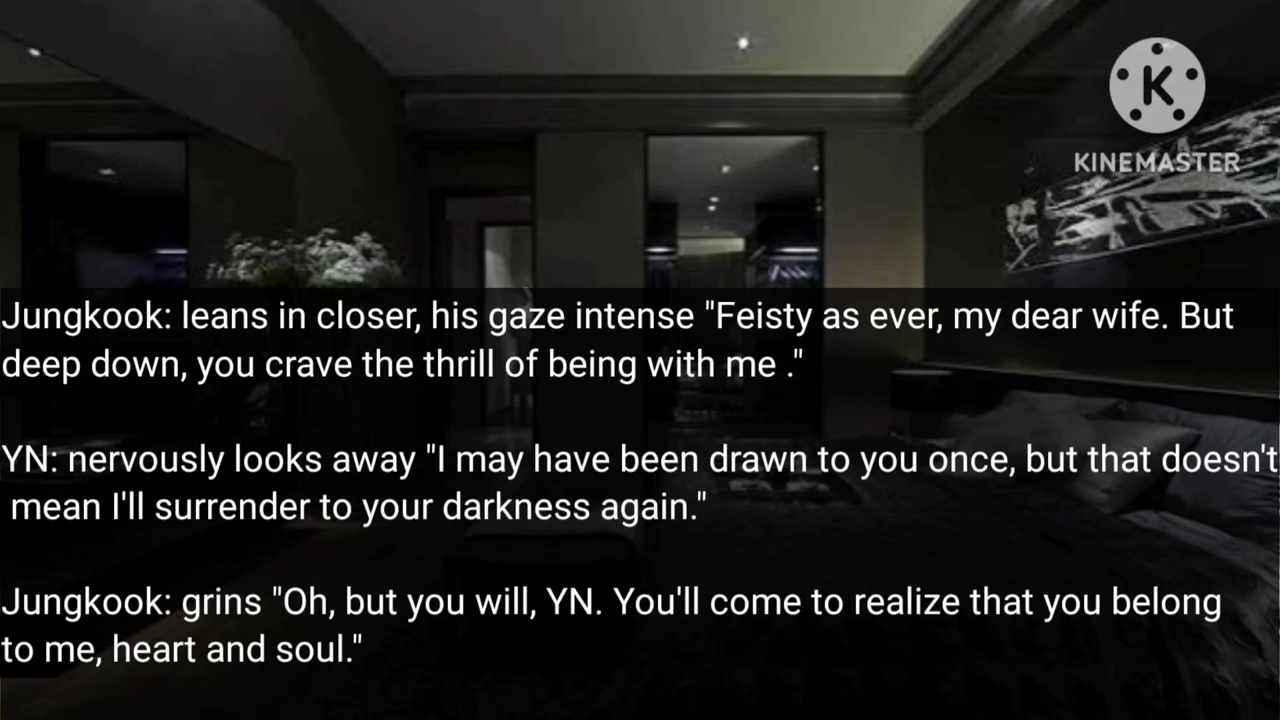 KINEMASTER
Jungkook: leans in closer, his gaze intense "Feisty as ever, my dear wife. But
deep down, you crave the thrill of being with me ."
YN: nervously looks away "I may have been drawn to you once, but that doesn't
mean I'll surrender to your darkness again."
Jungkook: grins "Oh, but you will, YN. You'll come to realize that you belong
to me, heart and soul."